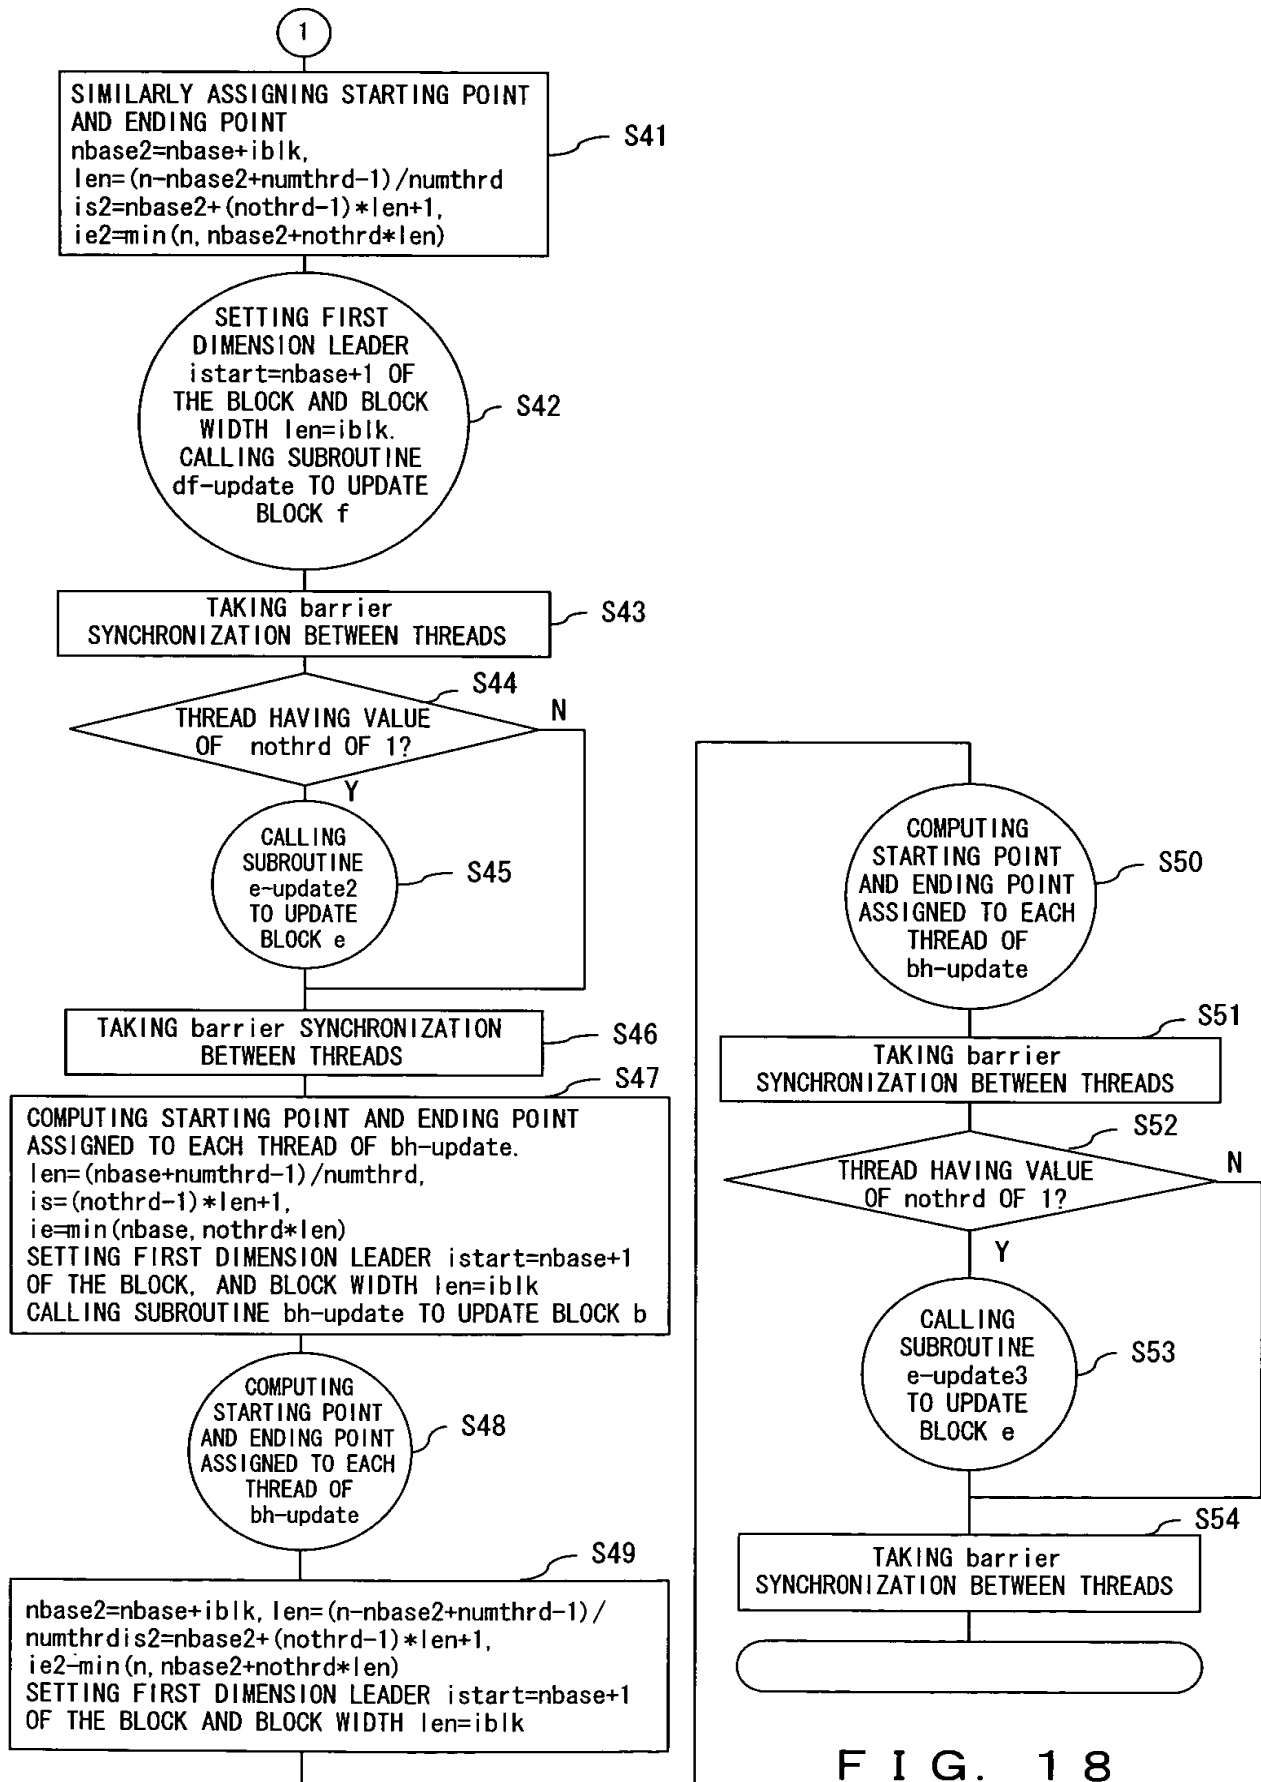 1
SIMILARLY ASSIGNING STARTING POINT
AND ENDING POINT
nbase2=nbase+iblk,
len=(n-nbase2+numthrd-1)/numthrd
is2=nbase2+(nothrd-1)*len+1,
ie2=min(n,nbase2+nothrd*len)
S41
SETTING FIRST
DIMENSION LEADER
istart=nbase+1 OF
THE BLOCK AND BLOCK
WIDTH len=iblk.
CALLING SUBROUTINE
df-update TO UPDATE
BLOCK f
S42
TAKING barrier
SYNCHRONIZATION BETWEEN THREADS
S43
S44
THREAD HAVING VALUE
OF nothrd OF 1?
N
Y
CALLING
SUBROUTINE
e-update2
TO UPDATE
BLOCK e
S45
TAKING barrier SYNCHRONIZATION
BETWEEN THREADS
S46
S47
COMPUTING STARTING POINT AND ENDING POINT
ASSIGNED TO EACH THREAD OF bh-update.
len=(nbase+numthrd-1)/numthrd,
is=(nothrd-1)*len+1,
ie=min(nbase,nothrd*len)
SETTING FIRST DIMENSION LEADER istart=nbase+1
OF THE BLOCK, AND BLOCK WIDTH len=iblk
CALLING SUBROUTINE bh-update TO UPDATE BLOCK b
COMPUTING
STARTING POINT
AND ENDING POINT
ASSIGNED TO EACH
THREAD OF
bh-update
S48
S49
nbase2=nbase+iblk, len=(n-nbase2+numthrd-1)/
numthrdis2=nbase2+(nothrd-1)*len+1,
ie2-min(n,nbase2+nothrd*len)
SETTING FIRST DIMENSION LEADER istart=nbase+1
OF THE BLOCK AND BLOCK WIDTH len=iblk
COMPUTING
STARTING POINT
AND ENDING POINT
ASSIGNED TO EACH
THREAD OF
bh-update
S50
S51
TAKING barrier
SYNCHRONIZATION BETWEEN THREADS
S52
THREAD HAVING VALUE
OF nothrd OF 1?
N
Y
CALLING
SUBROUTINE
e-update3
TO UPDATE
BLOCK e
S53
S54
TAKING barrier
SYNCHRONIZATION BETWEEN THREADS
FIG. 18